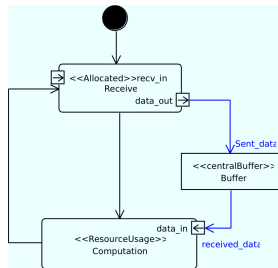 <<Allocated>>recv_in
Receive
data_out
Sent_data
<<centralBuffer>>
Buffer
data_in
<<ResourceUsage>>
received_data
Computation